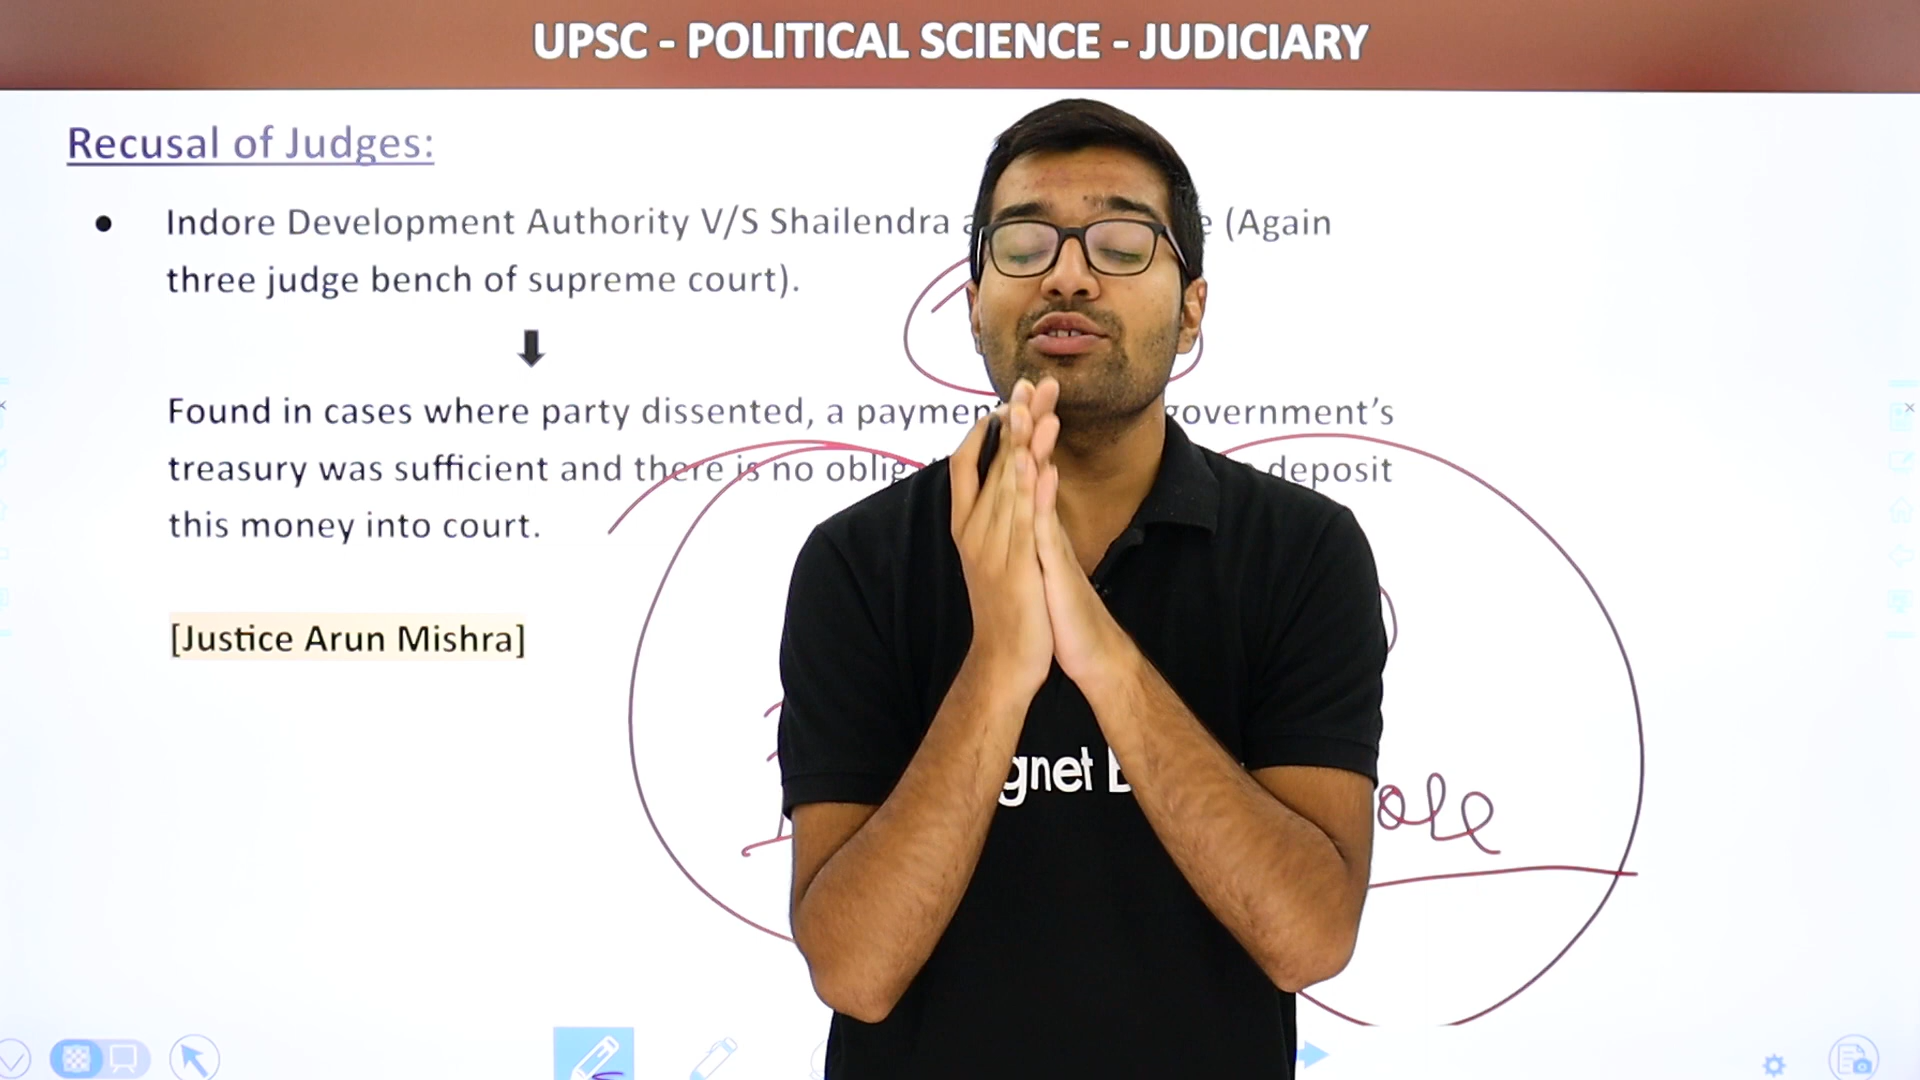 UPSC - POLITICAL SCIENCE - JUDICIARY
Recusal of Judges:
● Indore Development Authority V/S Shailendra (Again
three judge bench of supreme court).
Found in cases where party dissented, a government's
treasury was sufficient and there is no deposit
this money into court.
[Justice Arun Mishra]
gnet